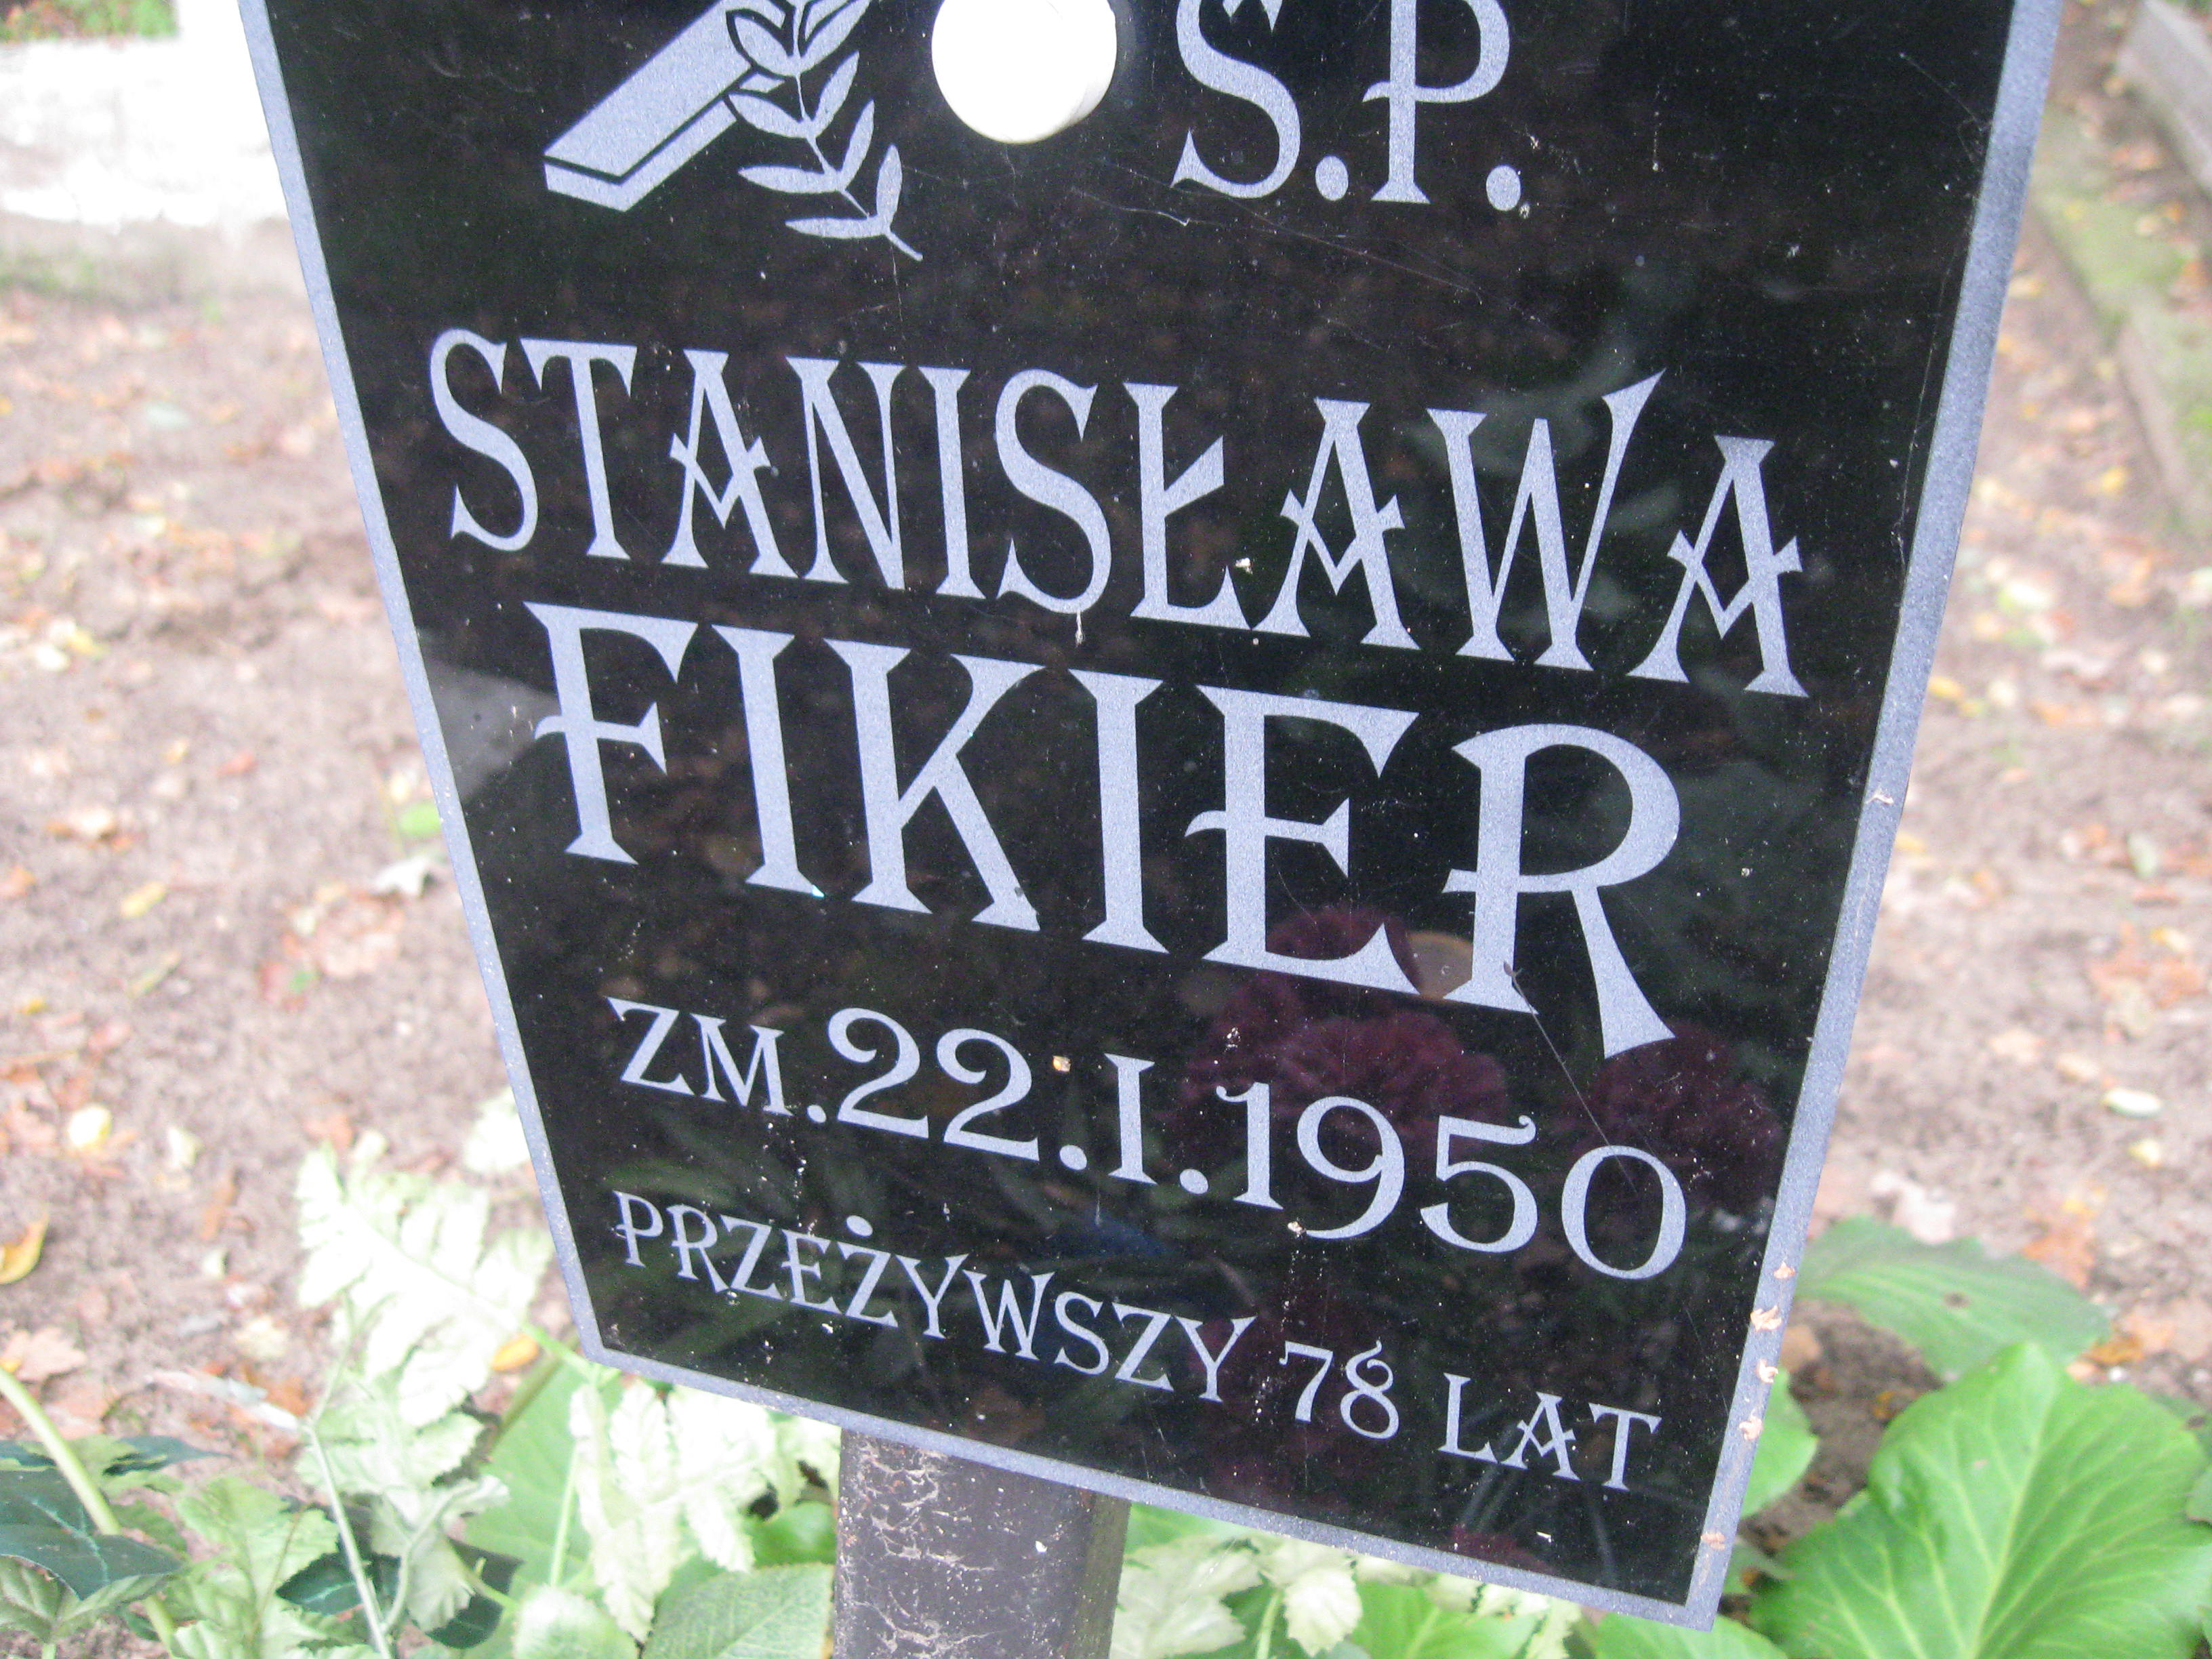 Ś.P.
STANISŁAWA
FIKIER
ZM. 22.I.1950
PRZEŻYWSZY 78 LAT